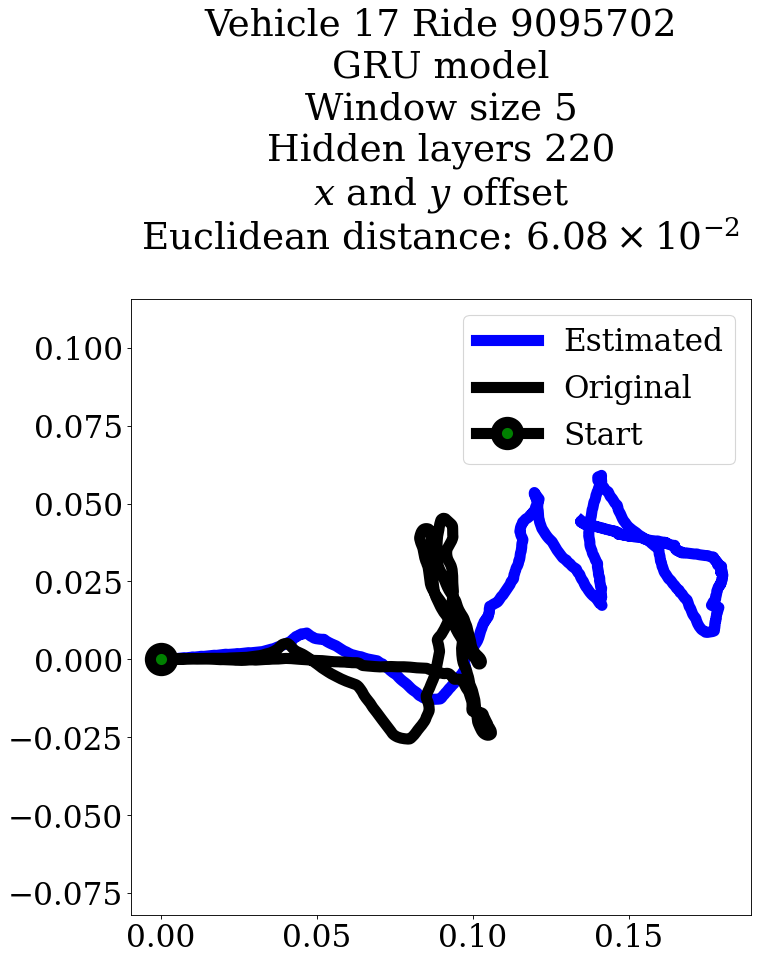 Vehicle 17 Ride 9095702
GRU model
Window size 5
Hidden layers 220
x and y offset
Euclidean distance: 6.08 × 10⁻²
Estimated
Original
Start
0.100
0.075
0.050
0.025
0.000
−0.025
−0.050
−0.075
0.00 0.05 0.10 0.15